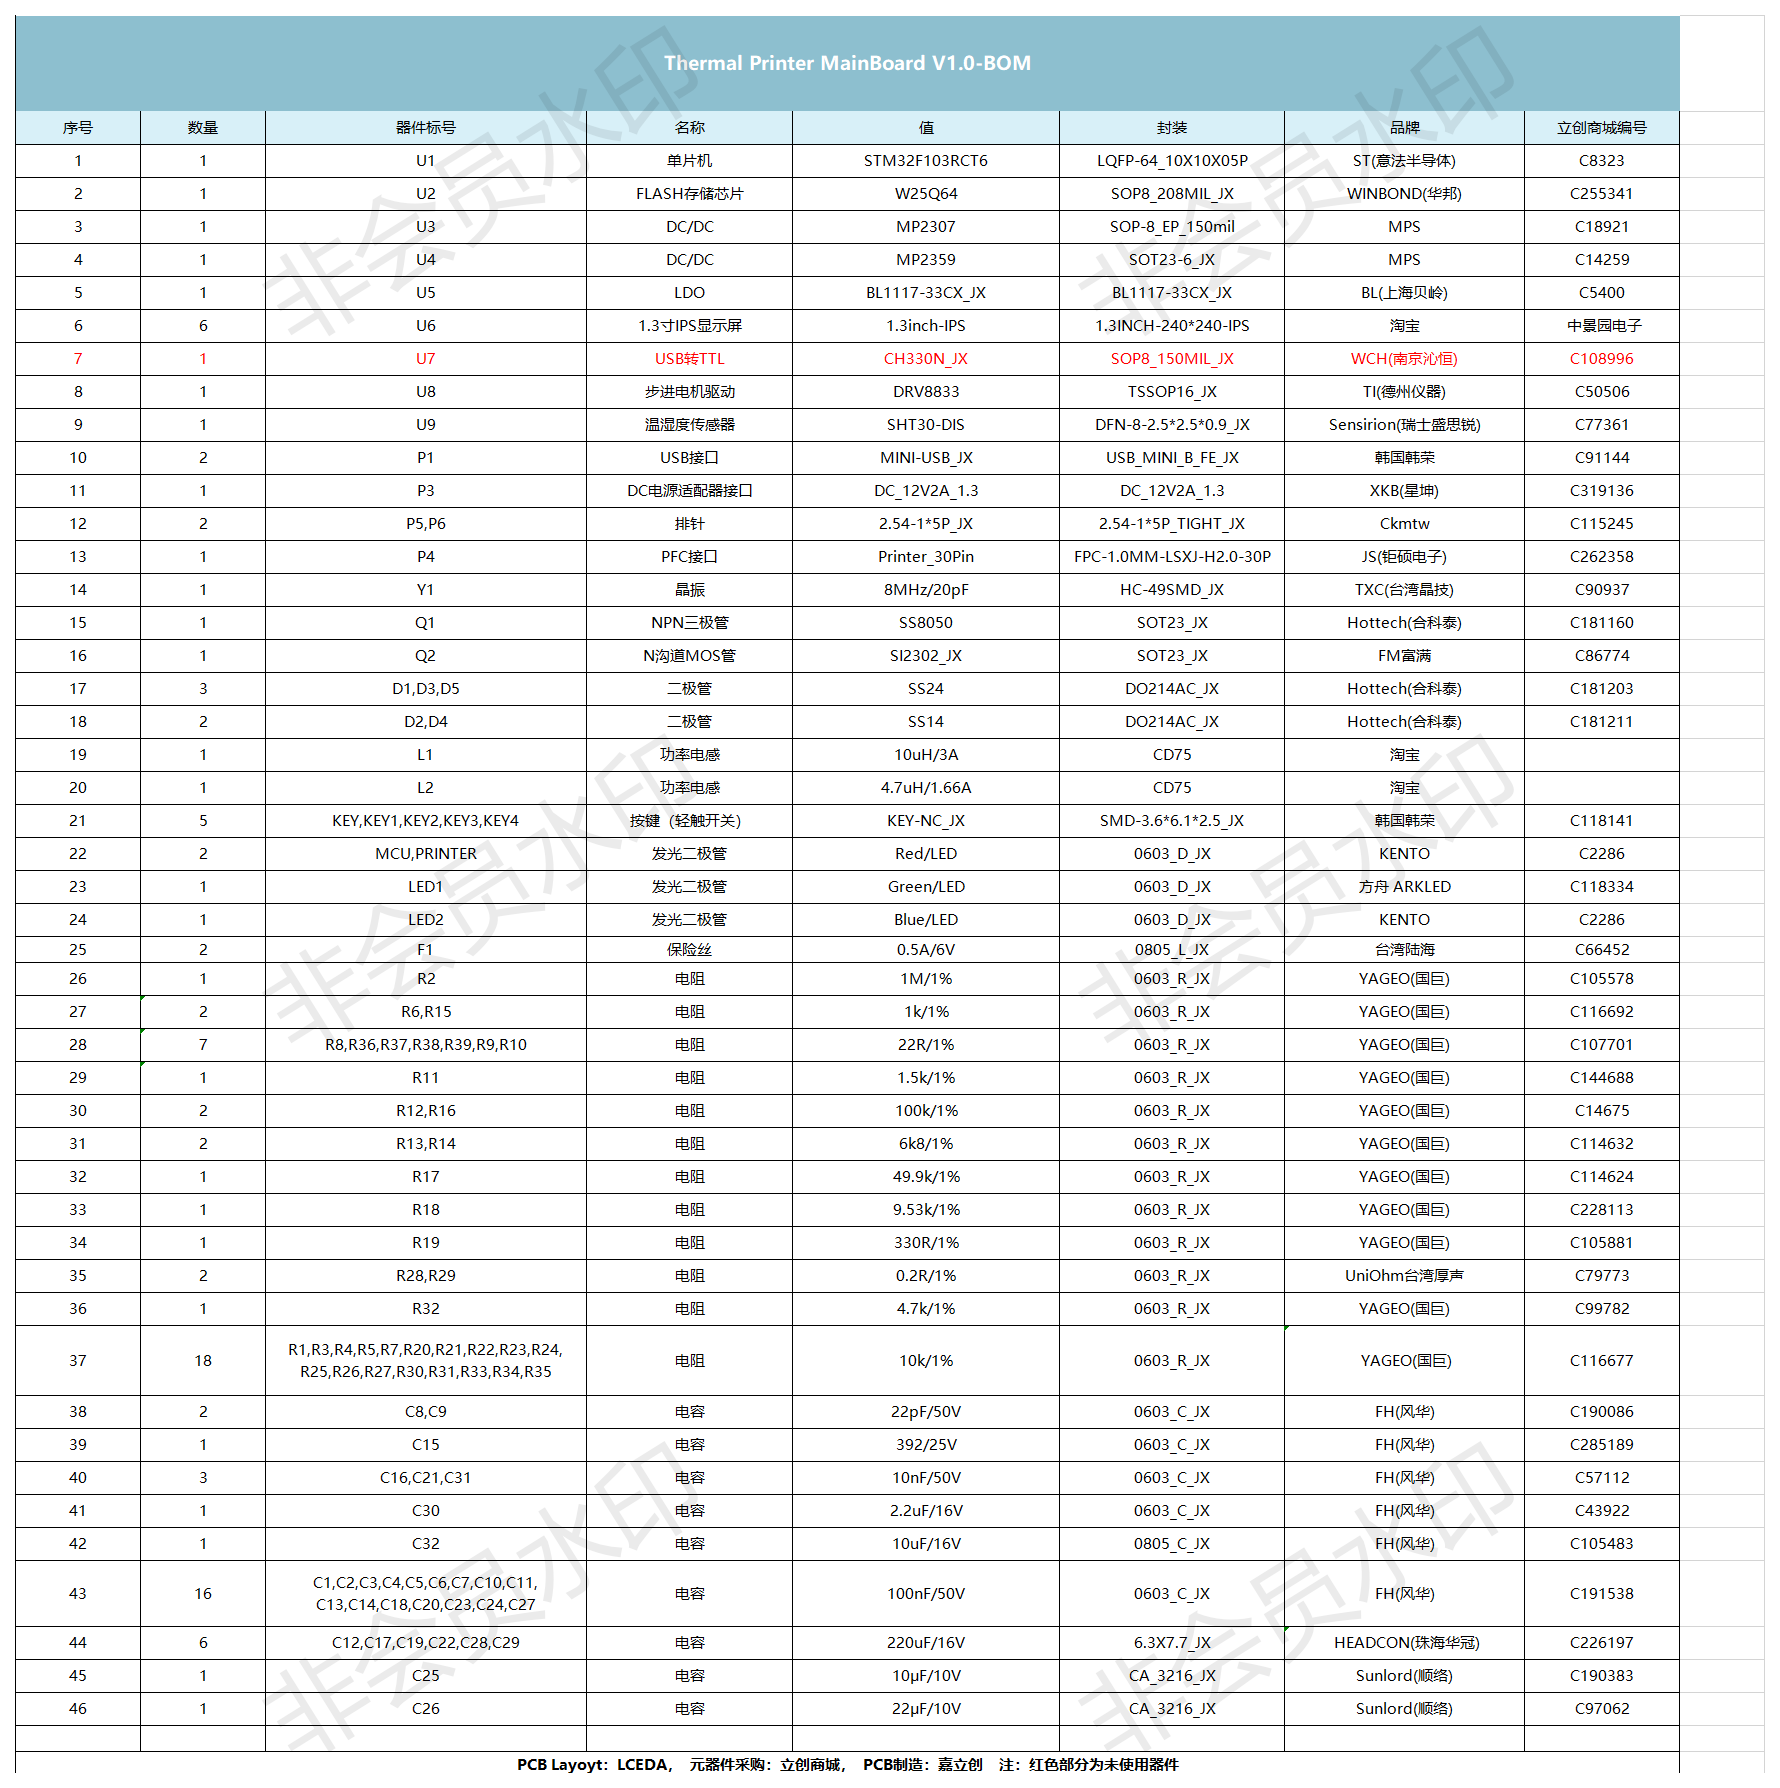 Thermal Printer MainBoard V1.0-BOM
序号 数量 器件标号 名称 值 封装 品牌 立创商城编号
1 1 U1 单片机 STM32F103RCT6 LQFP-64_10X10X05P ST(意法半导体) C8323
2 1 U2 FLASH存储芯片 W25Q64 SOP8_208MIL_JX WINBOND(华邦) C255341
3 1 U3 DC/DC MP2307 SOP-8_EP_150mil MPS C18921
4 1 U4 DC/DC MP2359 SOT23-6_JX MPS C14259
5 1 U5 LDO BL1117-33CX_JX BL1117-33CX_JX BL(上海贝岭) C5400
6 6 U6 1.3寸IPS显示屏 1.3inch-IPS 1.3INCH-240*240-IPS 淘宝 中景园电子
7 1 U7 USB转TTL CH330N_JX SOP8_150MIL_JX WCH(南京沁恒) C108996
8 1 U8 步进电机驱动 DRV8833 TSSOP16_JX TI(德州仪器) C50506
9 1 U9 温湿度传感器 SHT30-DIS DFN-8-2.5*2.5*0.9_JX Sensirion(瑞士盛思锐) C77361
10 2 P1 USB接口 MINI-USB_JX USB_MINI_B_FE_JX 韩国韩荣 C91144
11 1 P3 DC电源适配器接口 DC_12V2A_1.3 DC_12V2A_1.3 XKB(星坤) C319136
12 2 P5,P6 排针 2.54-1*5P_JX 2.54-1*5P_TIGHT_JX Ckmtw C115245
13 1 P4 PFC接口 Printer_30Pin FPC-1.0MM-LSXJ-H2.0-30P JS(钜硕电子) C262358
14 1 Y1 晶振 8MHz/20pF HC-49SMD_JX TXC(台湾晶技) C90937
15 1 Q1 NPN三极管 SS8050 SOT23_JX Hottech(合科泰) C181160
16 1 Q2 N沟道MOS管 SI2302_JX SOT23_JX FM富满 C86774
17 3 D1,D3,D5 二极管 SS24 DO214AC_JX Hottech(合科泰) C181203
18 2 D2,D4 二极管 SS14 DO214AC_JX Hottech(合科泰) C181211
19 1 L1 功率电感 10uH/3A CD75 淘宝
20 1 L2 功率电感 4.7uH/1.66A CD75 淘宝
21 5 KEY,KEY1,KEY2,KEY3,KEY4 按键（轻触开关） KEY-NC_JX SMD-3.6*6.1*2.5_JX 韩国韩荣 C118141
22 2 MCU,PRINTER 发光二极管 Red/LED 0603_D_JX KENTO C2286
23 1 LED1 发光二极管 Green/LED 0603_D_JX 方舟 ARKLED C118334
24 1 LED2 发光二极管 Blue/LED 0603_D_JX KENTO C2286
25 2 F1 保险丝 0.5A/6V 0805_L_JX 台湾陆海 C66452
26 1 R2 电阻 1M/1% 0603_R_JX YAGEO(国巨) C105578
27 2 R6,R15 电阻 1k/1% 0603_R_JX YAGEO(国巨) C116692
28 7 R8,R36,R37,R38,R39,R9,R10 电阻 22R/1% 0603_R_JX YAGEO(国巨) C107701
29 1 R11 电阻 1.5k/1% 0603_R_JX YAGEO(国巨) C144688
30 2 R12,R16 电阻 100k/1% 0603_R_JX YAGEO(国巨) C14675
31 2 R13,R14 电阻 6k8/1% 0603_R_JX YAGEO(国巨) C114632
32 1 R17 电阻 49.9k/1% 0603_R_JX YAGEO(国巨) C114624
33 1 R18 电阻 9.53k/1% 0603_R_JX YAGEO(国巨) C228113
34 1 R19 电阻 330R/1% 0603_R_JX YAGEO(国巨) C105881
35 2 R28,R29 电阻 0.2R/1% 0603_R_JX UniOhm台湾厚声 C79773
36 1 R32 电阻 4.7k/1% 0603_R_JX YAGEO(国巨) C99782
37 18 R1,R3,R4,R5,R7,R20,R21,R22,R23,R24,
R25,R26,R27,R30,R31,R33,R34,R35 电阻 10k/1% 0603_R_JX YAGEO(国巨) C116677
38 2 C8,C9 电容 22pF/50V 0603_C_JX FH(风华) C190086
39 1 C15 电容 392/25V 0603_C_JX FH(风华) C285189
40 3 C16,C21,C31 电容 10nF/50V 0603_C_JX FH(风华) C57112
41 1 C30 电容 2.2uF/16V 0603_C_JX FH(风华) C43922
42 1 C32 电容 10uF/16V 0805_C_JX FH(风华) C105483
43 16 C1,C2,C3,C4,C5,C6,C7,C10,C11,
C13,C14,C18,C20,C23,C24,C27 电容 100nF/50V 0603_C_JX FH(风华) C191538
44 6 C12,C17,C19,C22,C28,C29 电容 220uF/16V 6.3X7.7_JX HEADCON(珠海华冠) C226197
45 1 C25 电容 10μF/10V CA_3216_JX Sunlord(顺络) C190383
46 1 C26 电容 22μF/10V CA_3216_JX Sunlord(顺络) C97062
PCB Layoyt：LCEDA， 元器件采购：立创商城， PCB制造：嘉立创 注：红色部分为未使用器件
非会员水印
非会员水印
非会员水印
非会员水印
非会员水印
非会员水印